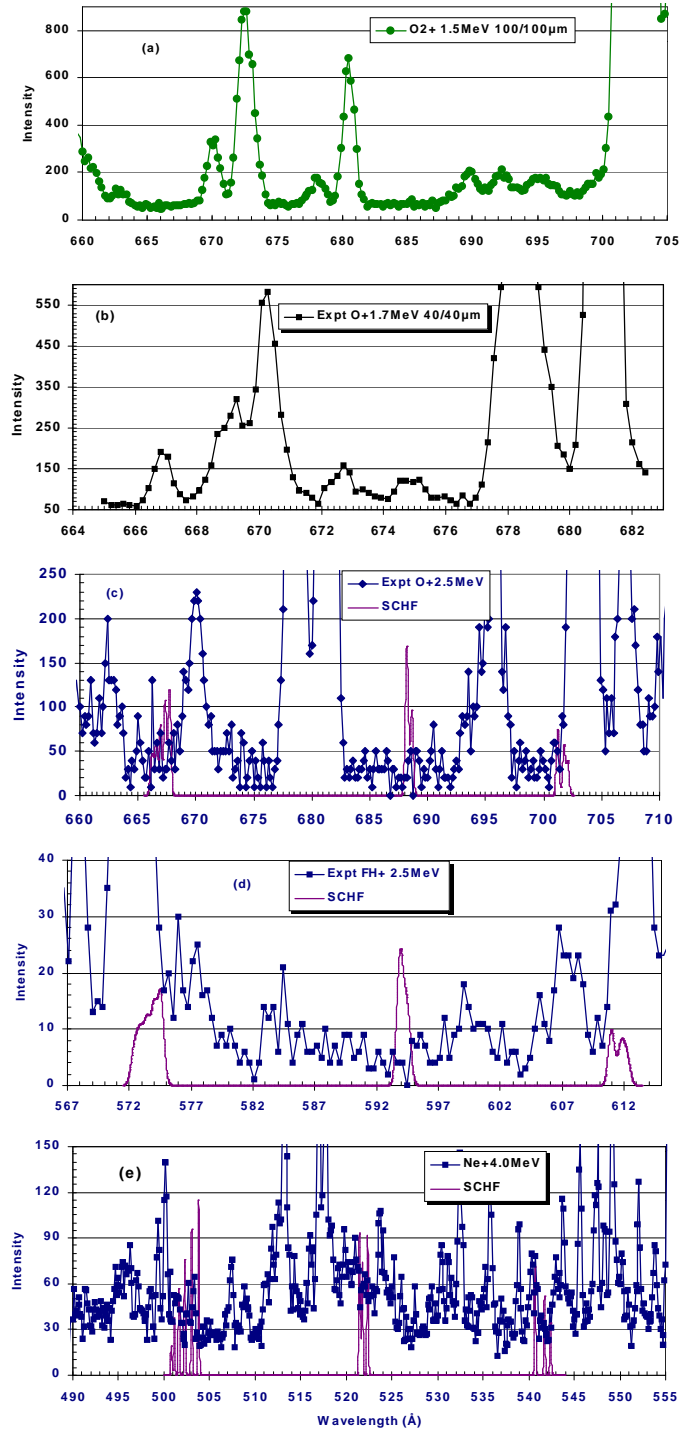 (a)
O2+ 1.5MeV 100/100µm
Intensity
800
600
400
200
0
660 665 670 675 680 685 690 695 700 705
(b)
Expt O+1.7MeV 40/40µm
Intensity
550
450
350
250
150
50
664 666 668 670 672 674 676 678 680 682
(c)
Expt O+2.5MeV
SCHF
Intensity
250
200
150
100
50
0
660 665 670 675 680 685 690 695 700 705 710
(d)
Expt FH+ 2.5MeV
SCHF
Intensity
40
30
20
10
0
567 572 577 582 587 592 597 602 607 612
(e)
Ne+4.0MeV
SCHF
Intensity
150
120
90
60
30
0
490 495 500 505 510 515 520 525 530 535 540 545 550 555
Wavelength (Å)